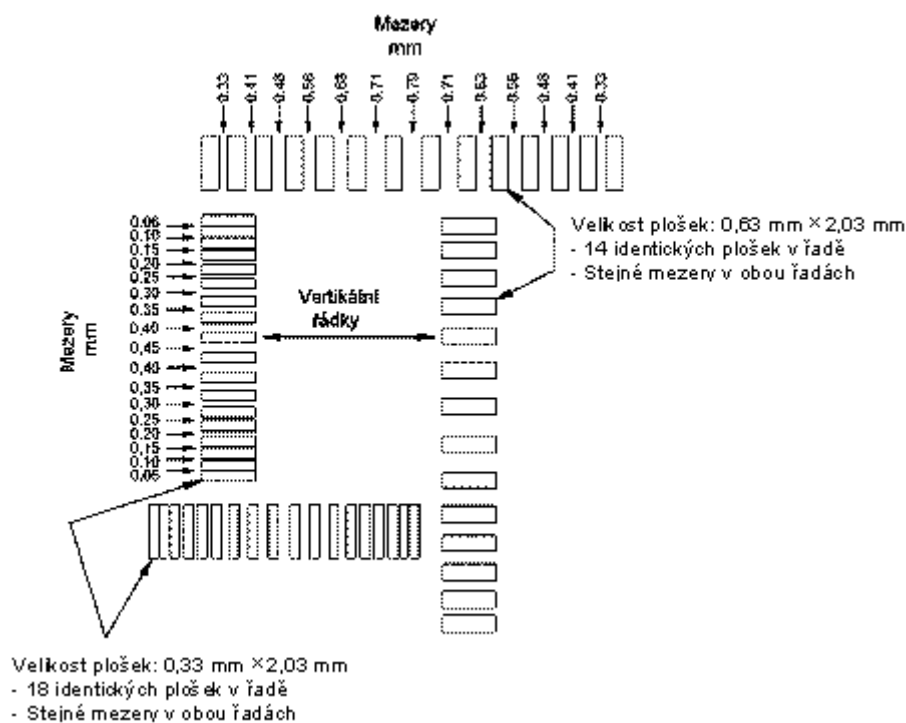 Mezery
mm
0.33 0.41 0.48 0.56 0,63 0.71 0.79 0.71 0.63 0.56 0.48 0.41 0.33
Velikost plošek: 0,63 mm × 2,03 mm
- 14 identických plošek v řadě
- Stejné mezery v obou řadách
Vertikální
řádky
Mezery
mm
0.06
0.10
0.15
0.20
0.25
0.30
0.35
0,40
0,45
0,40
0,35
0,30
0.25
0.20
0.15
0.10
0,06
Velikost plošek: 0,33 mm × 2,03 mm
- 18 identických plošek v řadě
- Stejné mezery v obou řadách